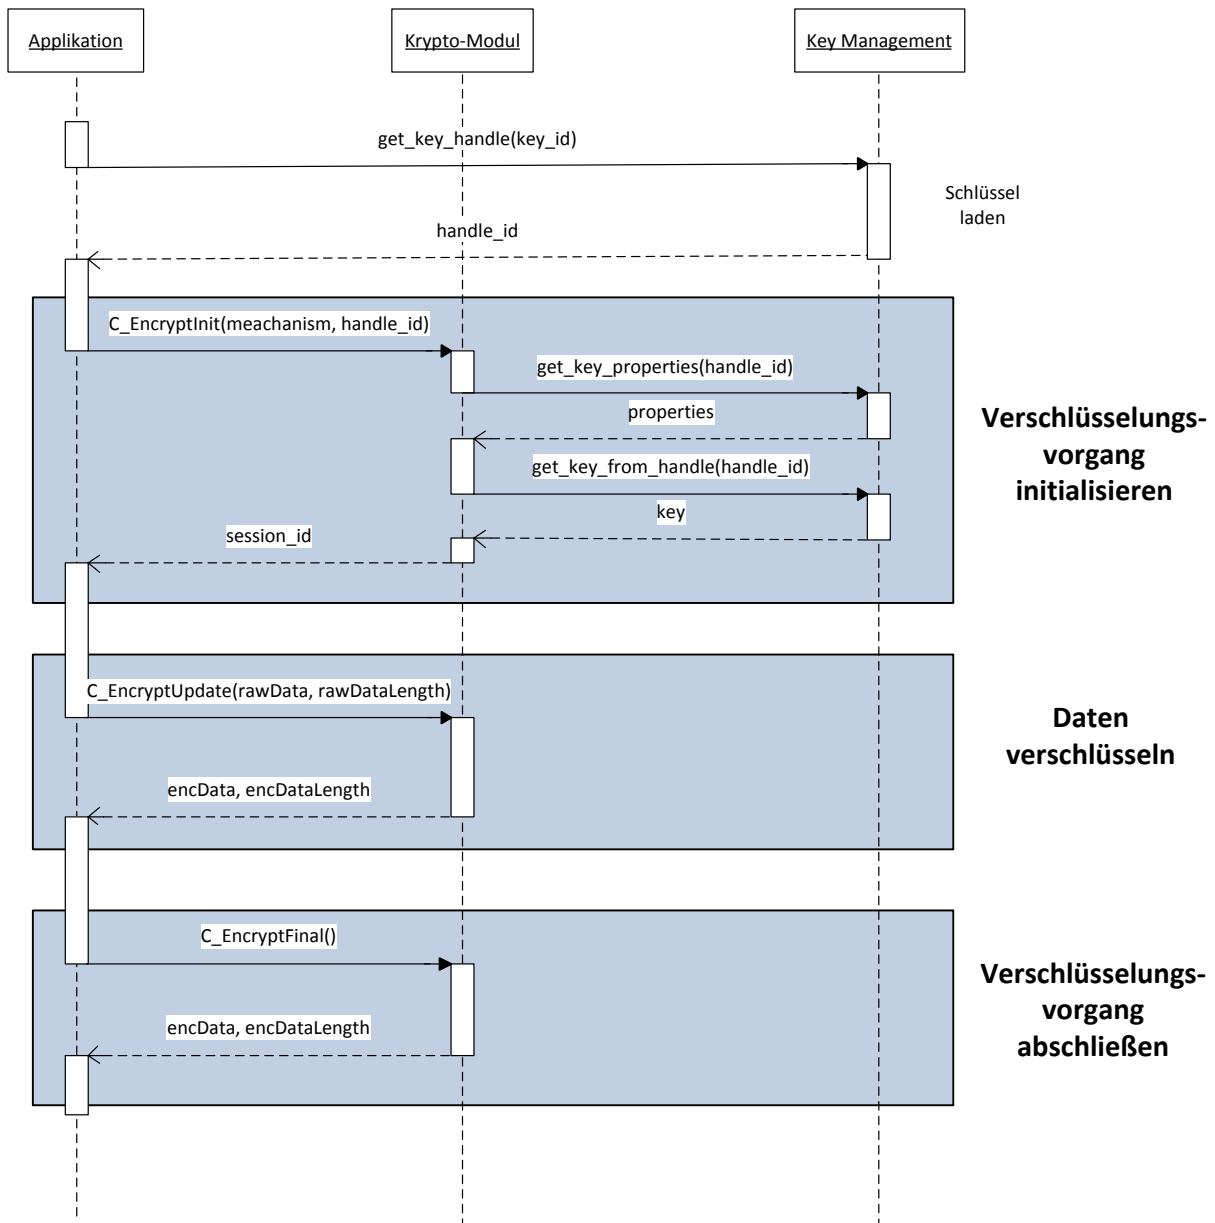 Applikation
Krypto-Modul
Key Management
get_key_handle(key_id)
Schlüssel
laden
handle_id
C_EncryptInit(meachanism, handle_id)
get_key_properties(handle_id)
properties
get_key_from_handle(handle_id)
key
session_id
Verschlüsselungs-
vorgang
initialisieren
C_EncryptUpdate(rawData, rawDataLength)
encData, encDataLength
Daten
verschlüsseln
C_EncryptFinal()
encData, encDataLength
Verschlüsselungs-
vorgang
abschließen